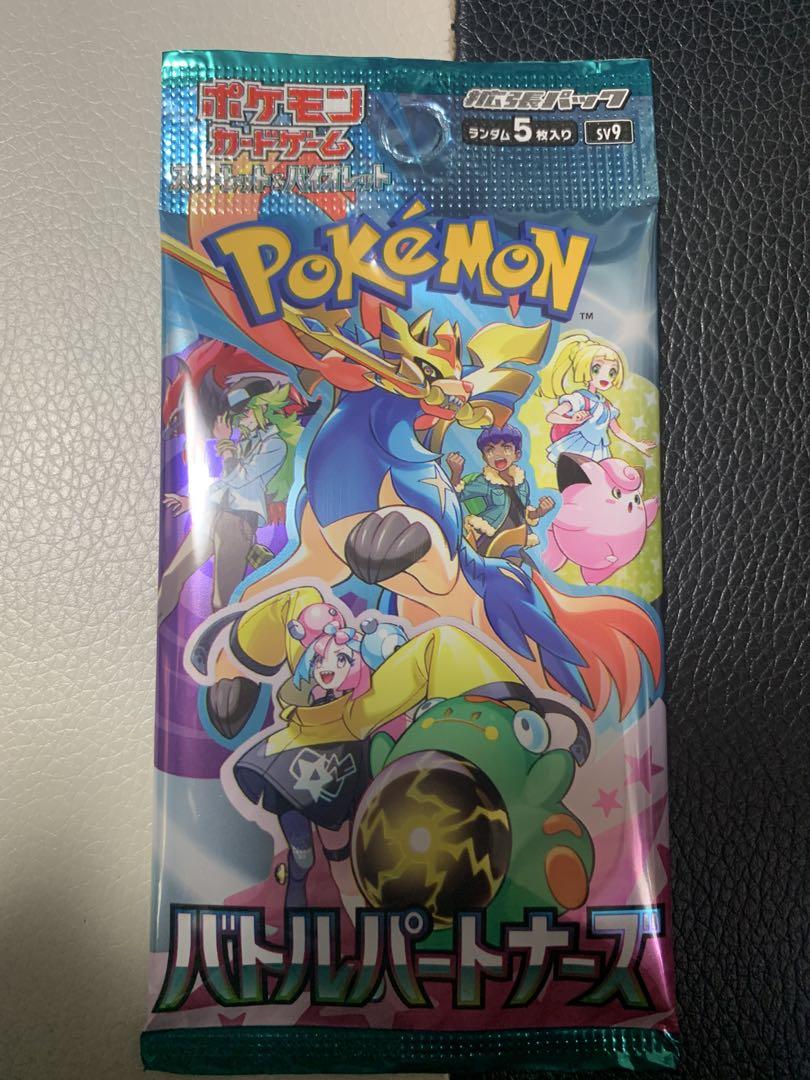 ポケモン
カードゲーム
スカーレット&バイオレット
拡張パック
ランダム5枚入り SV9
POKéMON
TM
バトルパートナーズ